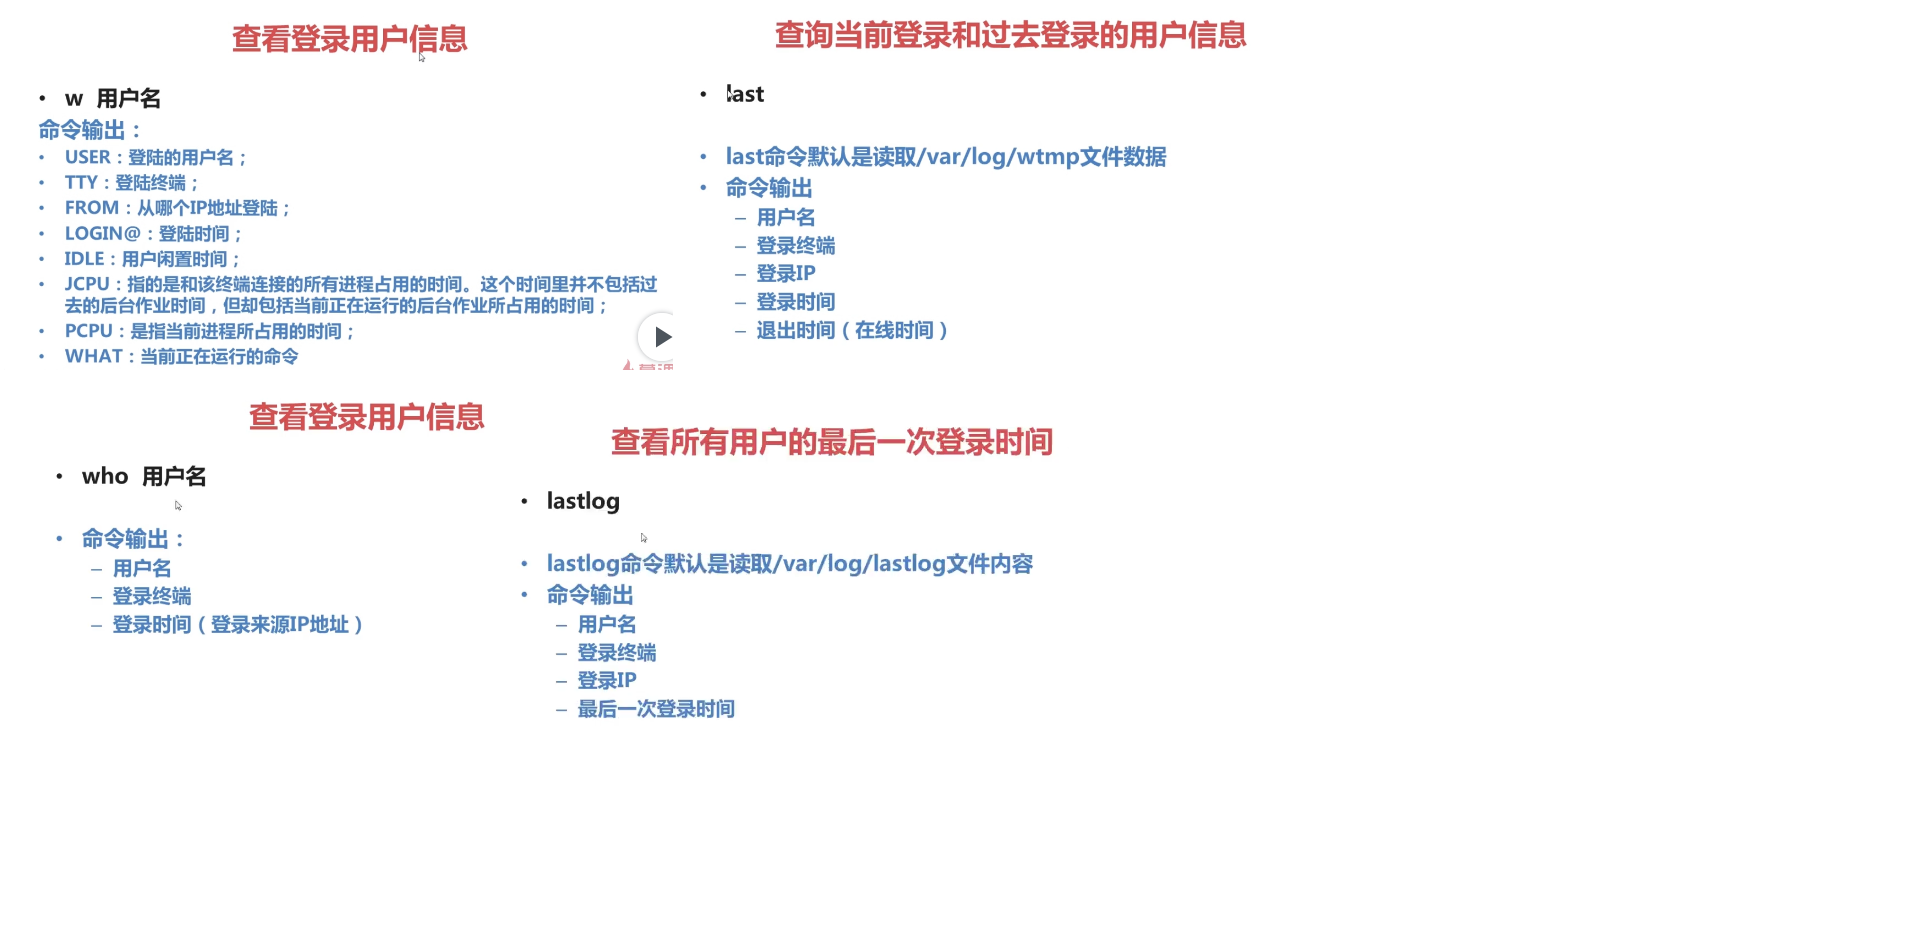 查看登录用户信息
• w 用户名
命令输出：
• USER：登陆的用户名；
• TTY：登陆终端；
• FROM：从哪个IP地址登陆；
• LOGIN@：登陆时间；
• IDLE：用户闲置时间；
• JCPU：指的是和该终端连接的所有进程占用的时间。这个时间里并不包括过
去的后台作业时间，但却包括当前正在运行的后台作业所占用的时间；
• PCPU：是指当前进程所占用的时间；
• WHAT：当前正在运行的命令
查询当前登录和过去登录的用户信息
• last
• last命令默认是读取/var/log/wtmp文件数据
• 命令输出
– 用户名
– 登录终端
– 登录IP
– 登录时间
– 退出时间（在线时间）
查看登录用户信息
• who 用户名
• 命令输出：
– 用户名
– 登录终端
– 登录时间（登录来源IP地址）
查看所有用户的最后一次登录时间
• lastlog
• lastlog命令默认是读取/var/log/lastlog文件内容
• 命令输出
– 用户名
– 登录终端
– 登录IP
– 最后一次登录时间